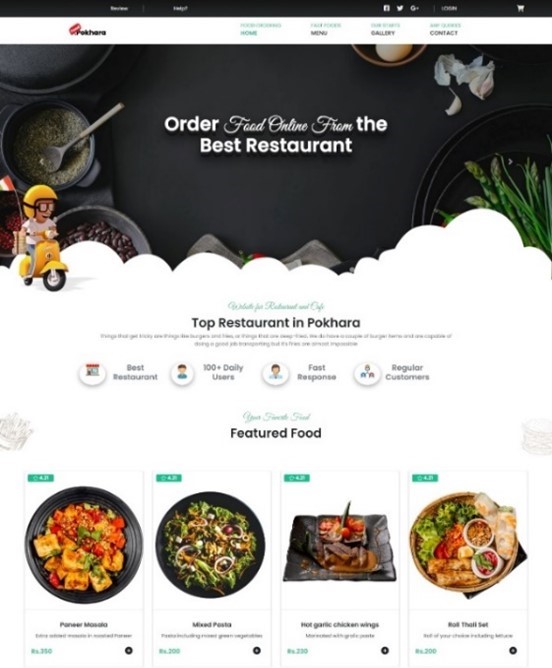 Review
Help?
LOGIN
Pokhara
FOOD ORDERING
FAST FOODS
OUR STAFFS
ANY QUERIES
HOME
MENU
GALLERY
CONTACT
Order Food Online From the
Best Restaurant
Website for Restaurant and Cafe
Top Restaurant in Pokhara
Things that get tricky are things like burgers and fries, or things that are deep-fried. We do have a couple of burger items and are capable of
doing a good job transporting but it's fries are almost impossible
Best
Restaurant
100+ Daily
Users
Fast
Response
Regular
Customers
Your Favorite Food
Featured Food
4.21
4.21
4.21
4.21
Paneer Masala
Extra added masala in roasted Paneer
Rs.350
Mixed Pasta
Pasta including mixed green vegetables
Rs.200
Hot garlic chicken wings
Marinated with garlic paste
Rs.230
Roll Thali Set
Roll of your choice including lettuce
Rs.200